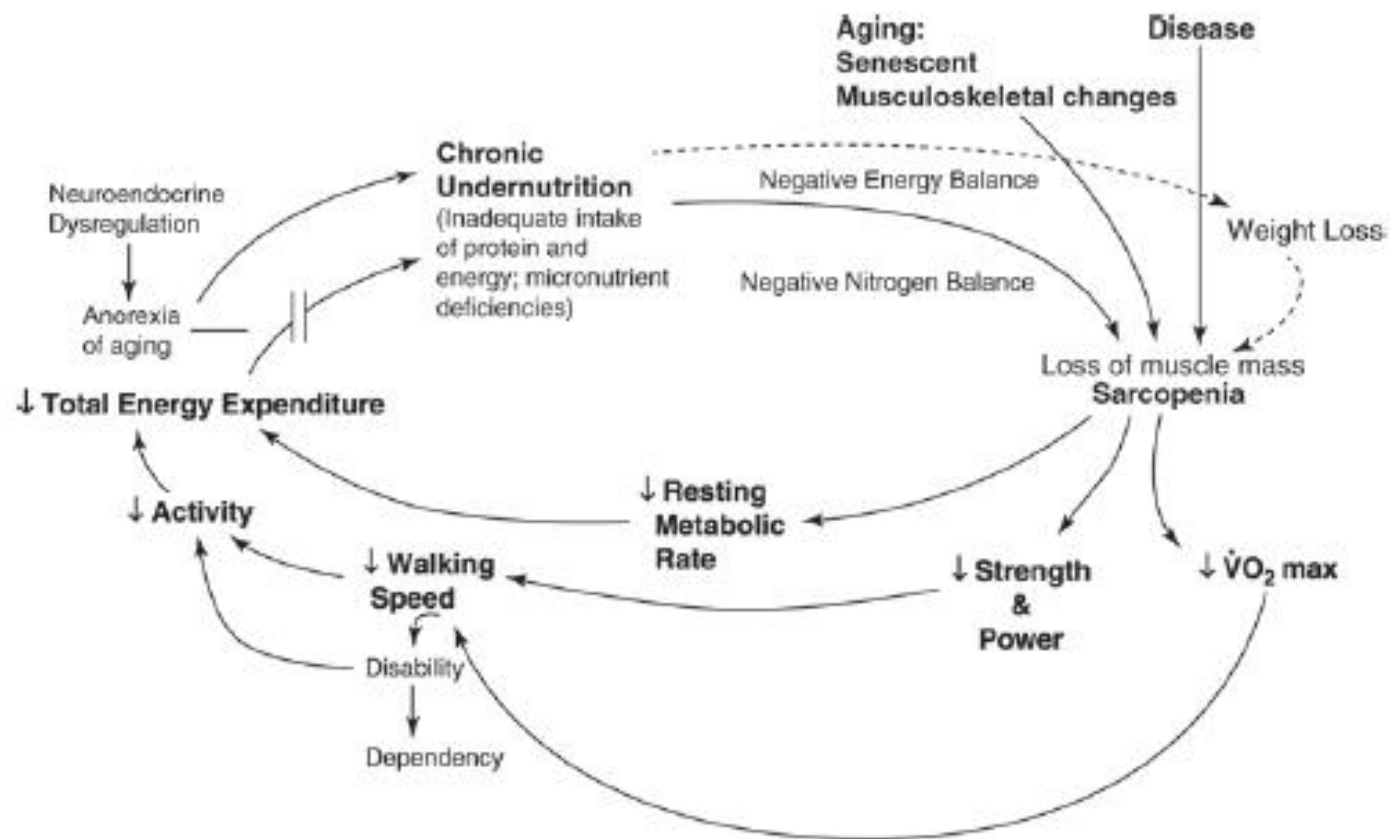 Aging:
Senescent
Musculoskeletal changes
Disease
Chronic
Undernutrition
(Inadequate intake
of protein and
energy; micronutrient
deficiencies)
Neuroendocrine
Dysregulation
Negative Energy Balance
Weight Loss
Negative Nitrogen Balance
Anorexia
of aging
Loss of muscle mass
Sarcopenia
↓ Total Energy Expenditure
↓ Activity
↓ Resting
Metabolic
Rate
↓ Walking
Speed
↓ Strength
&
Power
↓ V̇O₂ max
Disability
Dependency